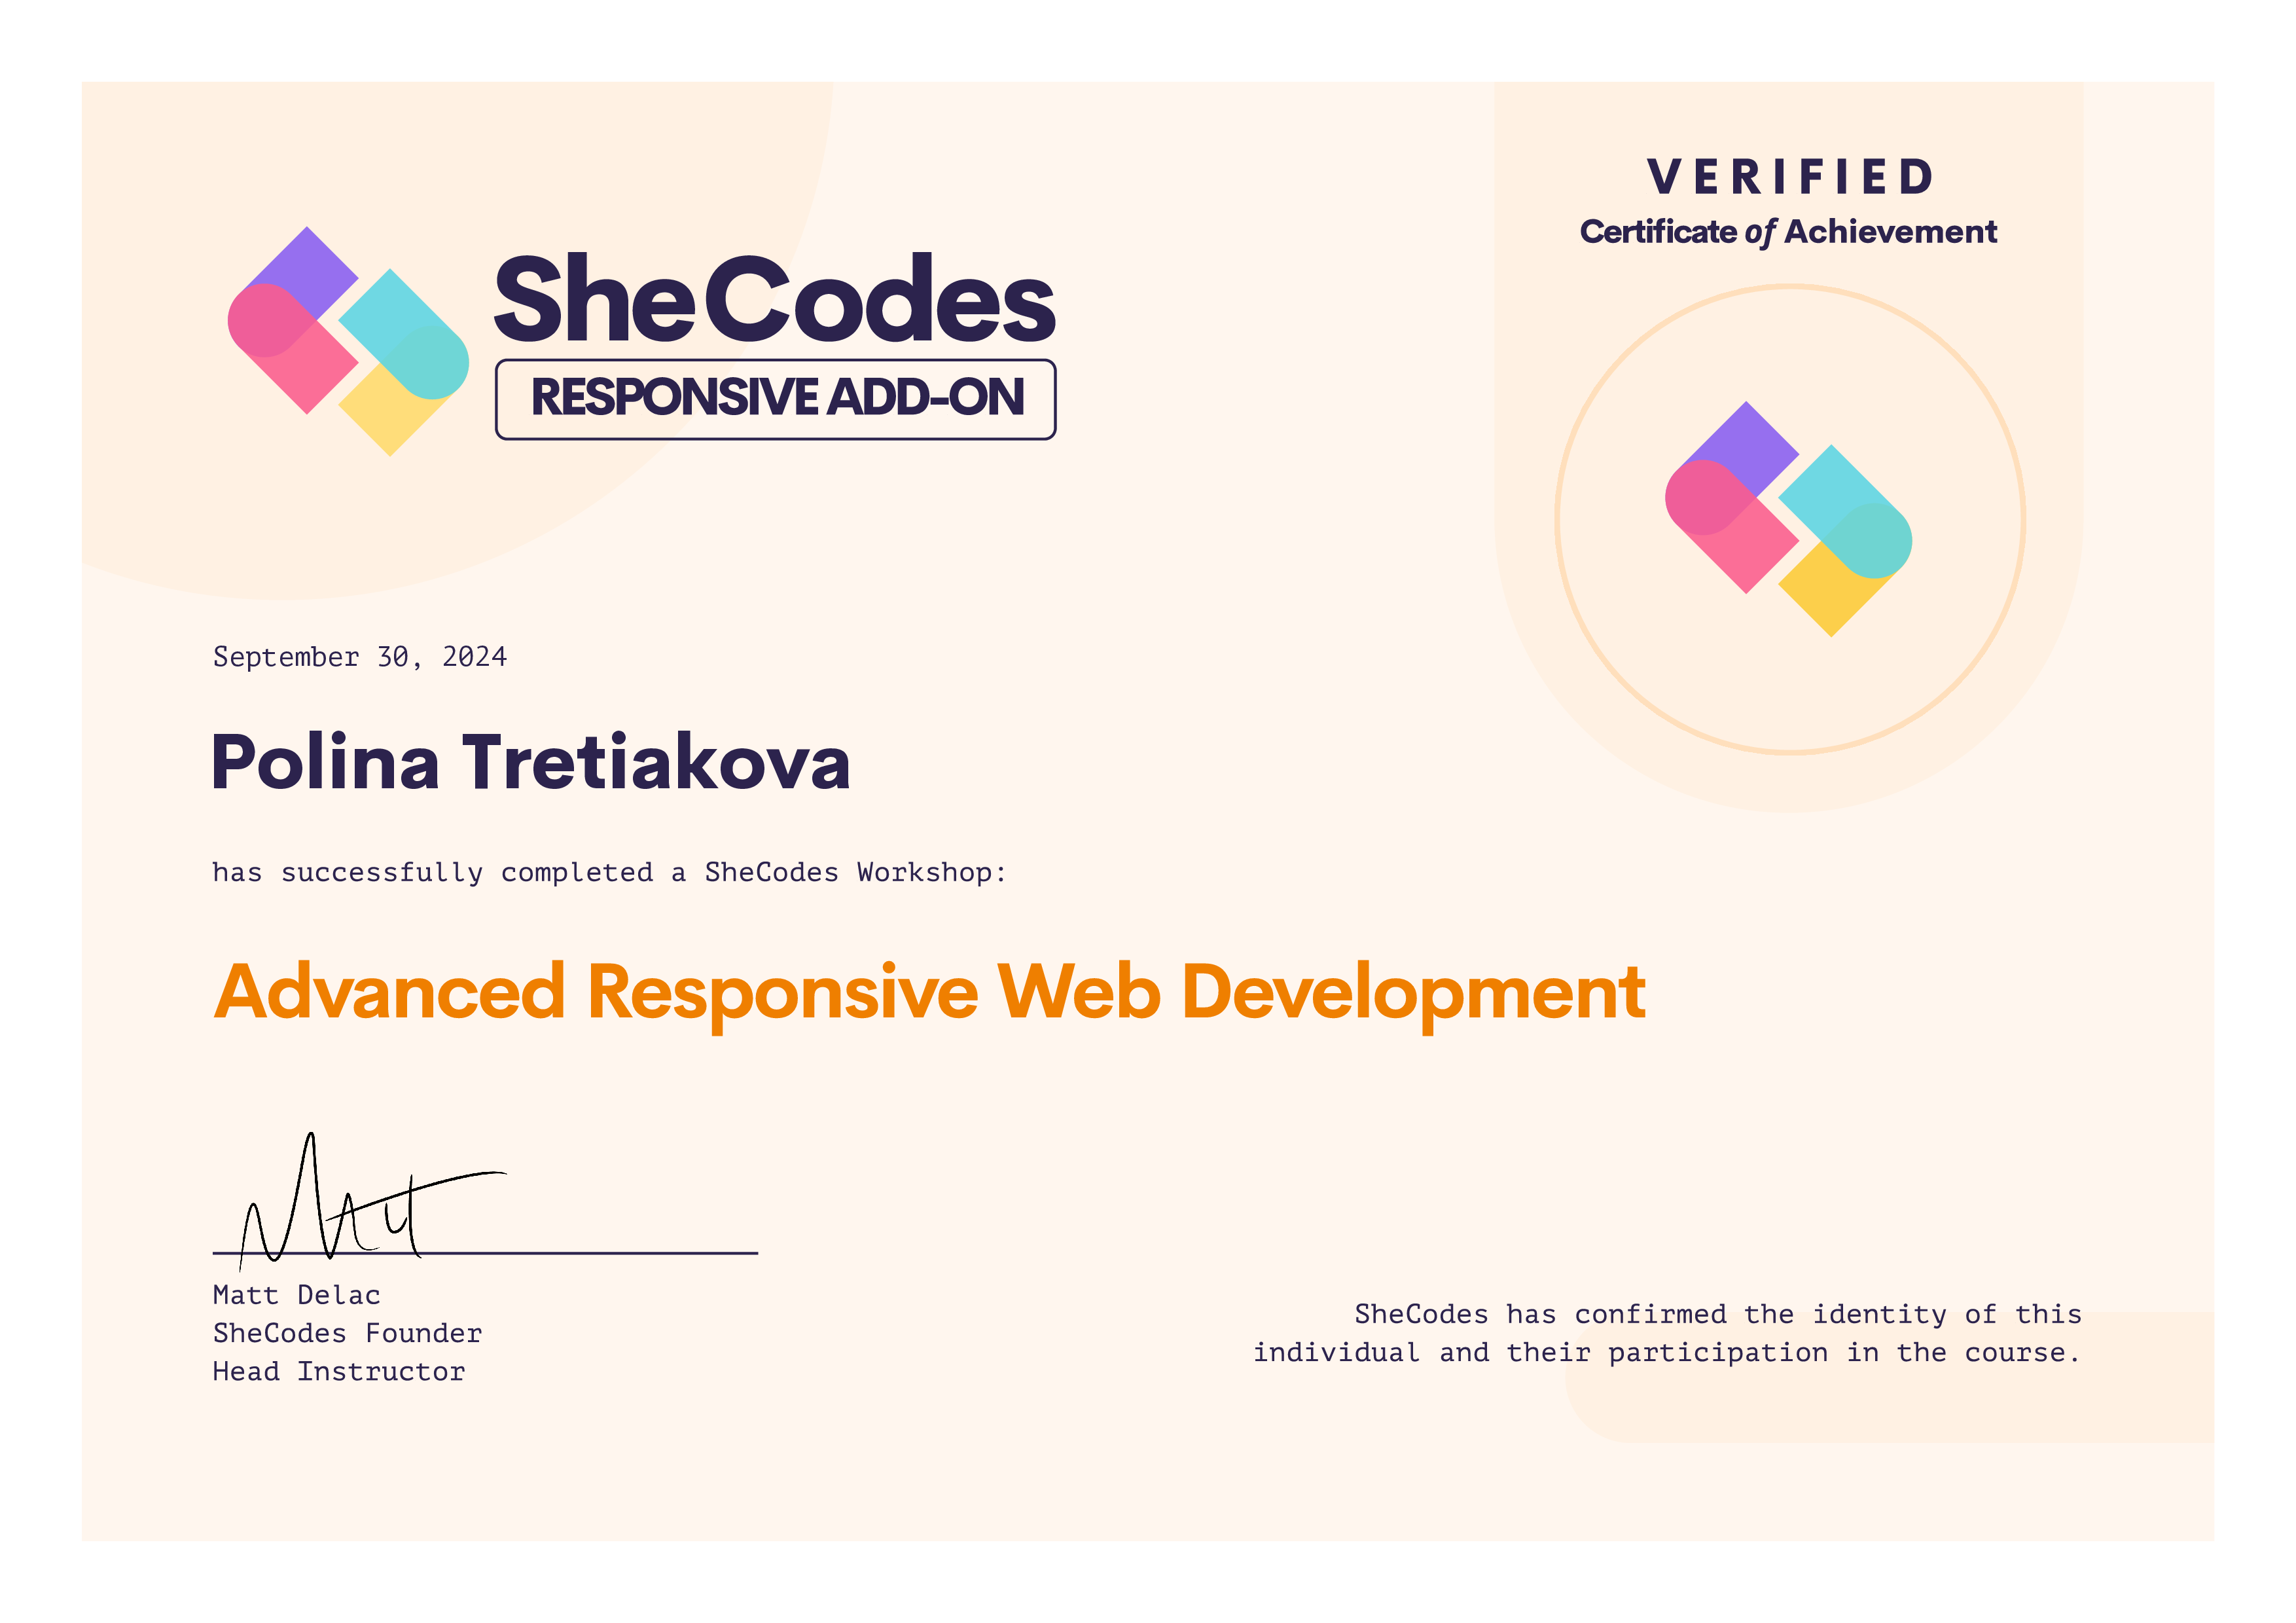 VERIFIED
Certificate of Achievement
SheCodes
RESPONSIVE ADD-ON
September 30, 2024
Polina Tretiakova
has successfully completed a SheCodes Workshop:
Advanced Responsive Web Development
Matt
Matt Delac
SheCodes Founder
Head Instructor
SheCodes has confirmed the identity of this
individual and their participation in the course.